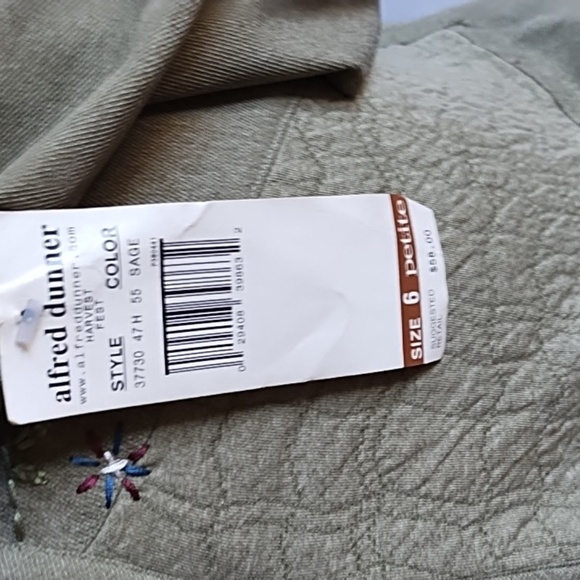 alfred dunner
www.alfreddunner.com
HARVEST
FEST
STYLE COLOR
37730 47H 55 SAGE
0 29408 39863 2
SIZE 6 petite
SUGGESTED
RETAIL $58.00